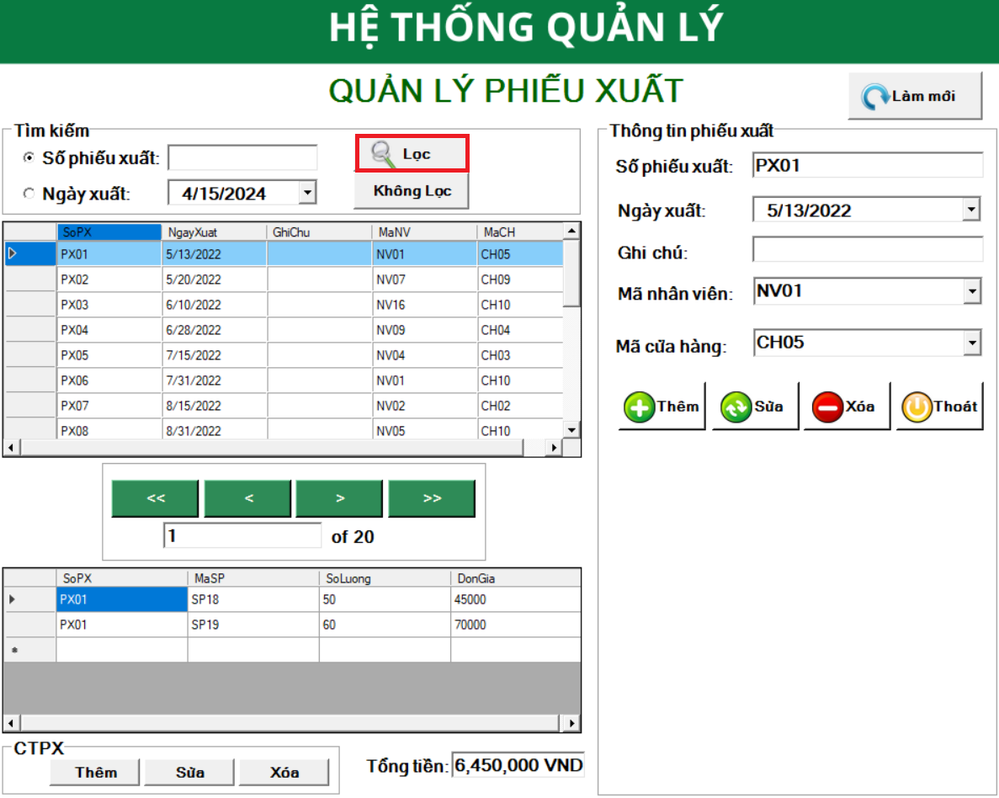 HỆ THỐNG QUẢN LÝ
QUẢN LÝ PHIẾU XUẤT
Làm mới
Tìm kiếm
Số phiếu xuất:
Lọc
Ngày xuất: 4/15/2024
Không Lọc
SoPX NgayXuat GhiChu MaNV MaCH
PX01 5/13/2022 NV01 CH05
PX02 5/20/2022 NV07 CH09
PX03 6/10/2022 NV16 CH10
PX04 6/28/2022 NV09 CH04
PX05 7/15/2022 NV04 CH03
PX06 7/31/2022 NV01 CH10
PX07 8/15/2022 NV02 CH02
PX08 8/31/2022 NV05 CH10
<< < > >>
1 of 20
SoPX MaSP SoLuong DonGia
PX01 SP18 50 45000
PX01 SP19 60 70000
*
CTPX
Thêm Sửa Xóa
Tổng tiền: 6,450,000 VND
Thông tin phiếu xuất
Số phiếu xuất: PX01
Ngày xuất: 5/13/2022
Ghi chú:
Mã nhân viên: NV01
Mã cửa hàng: CH05
Thêm Sửa Xóa Thoát